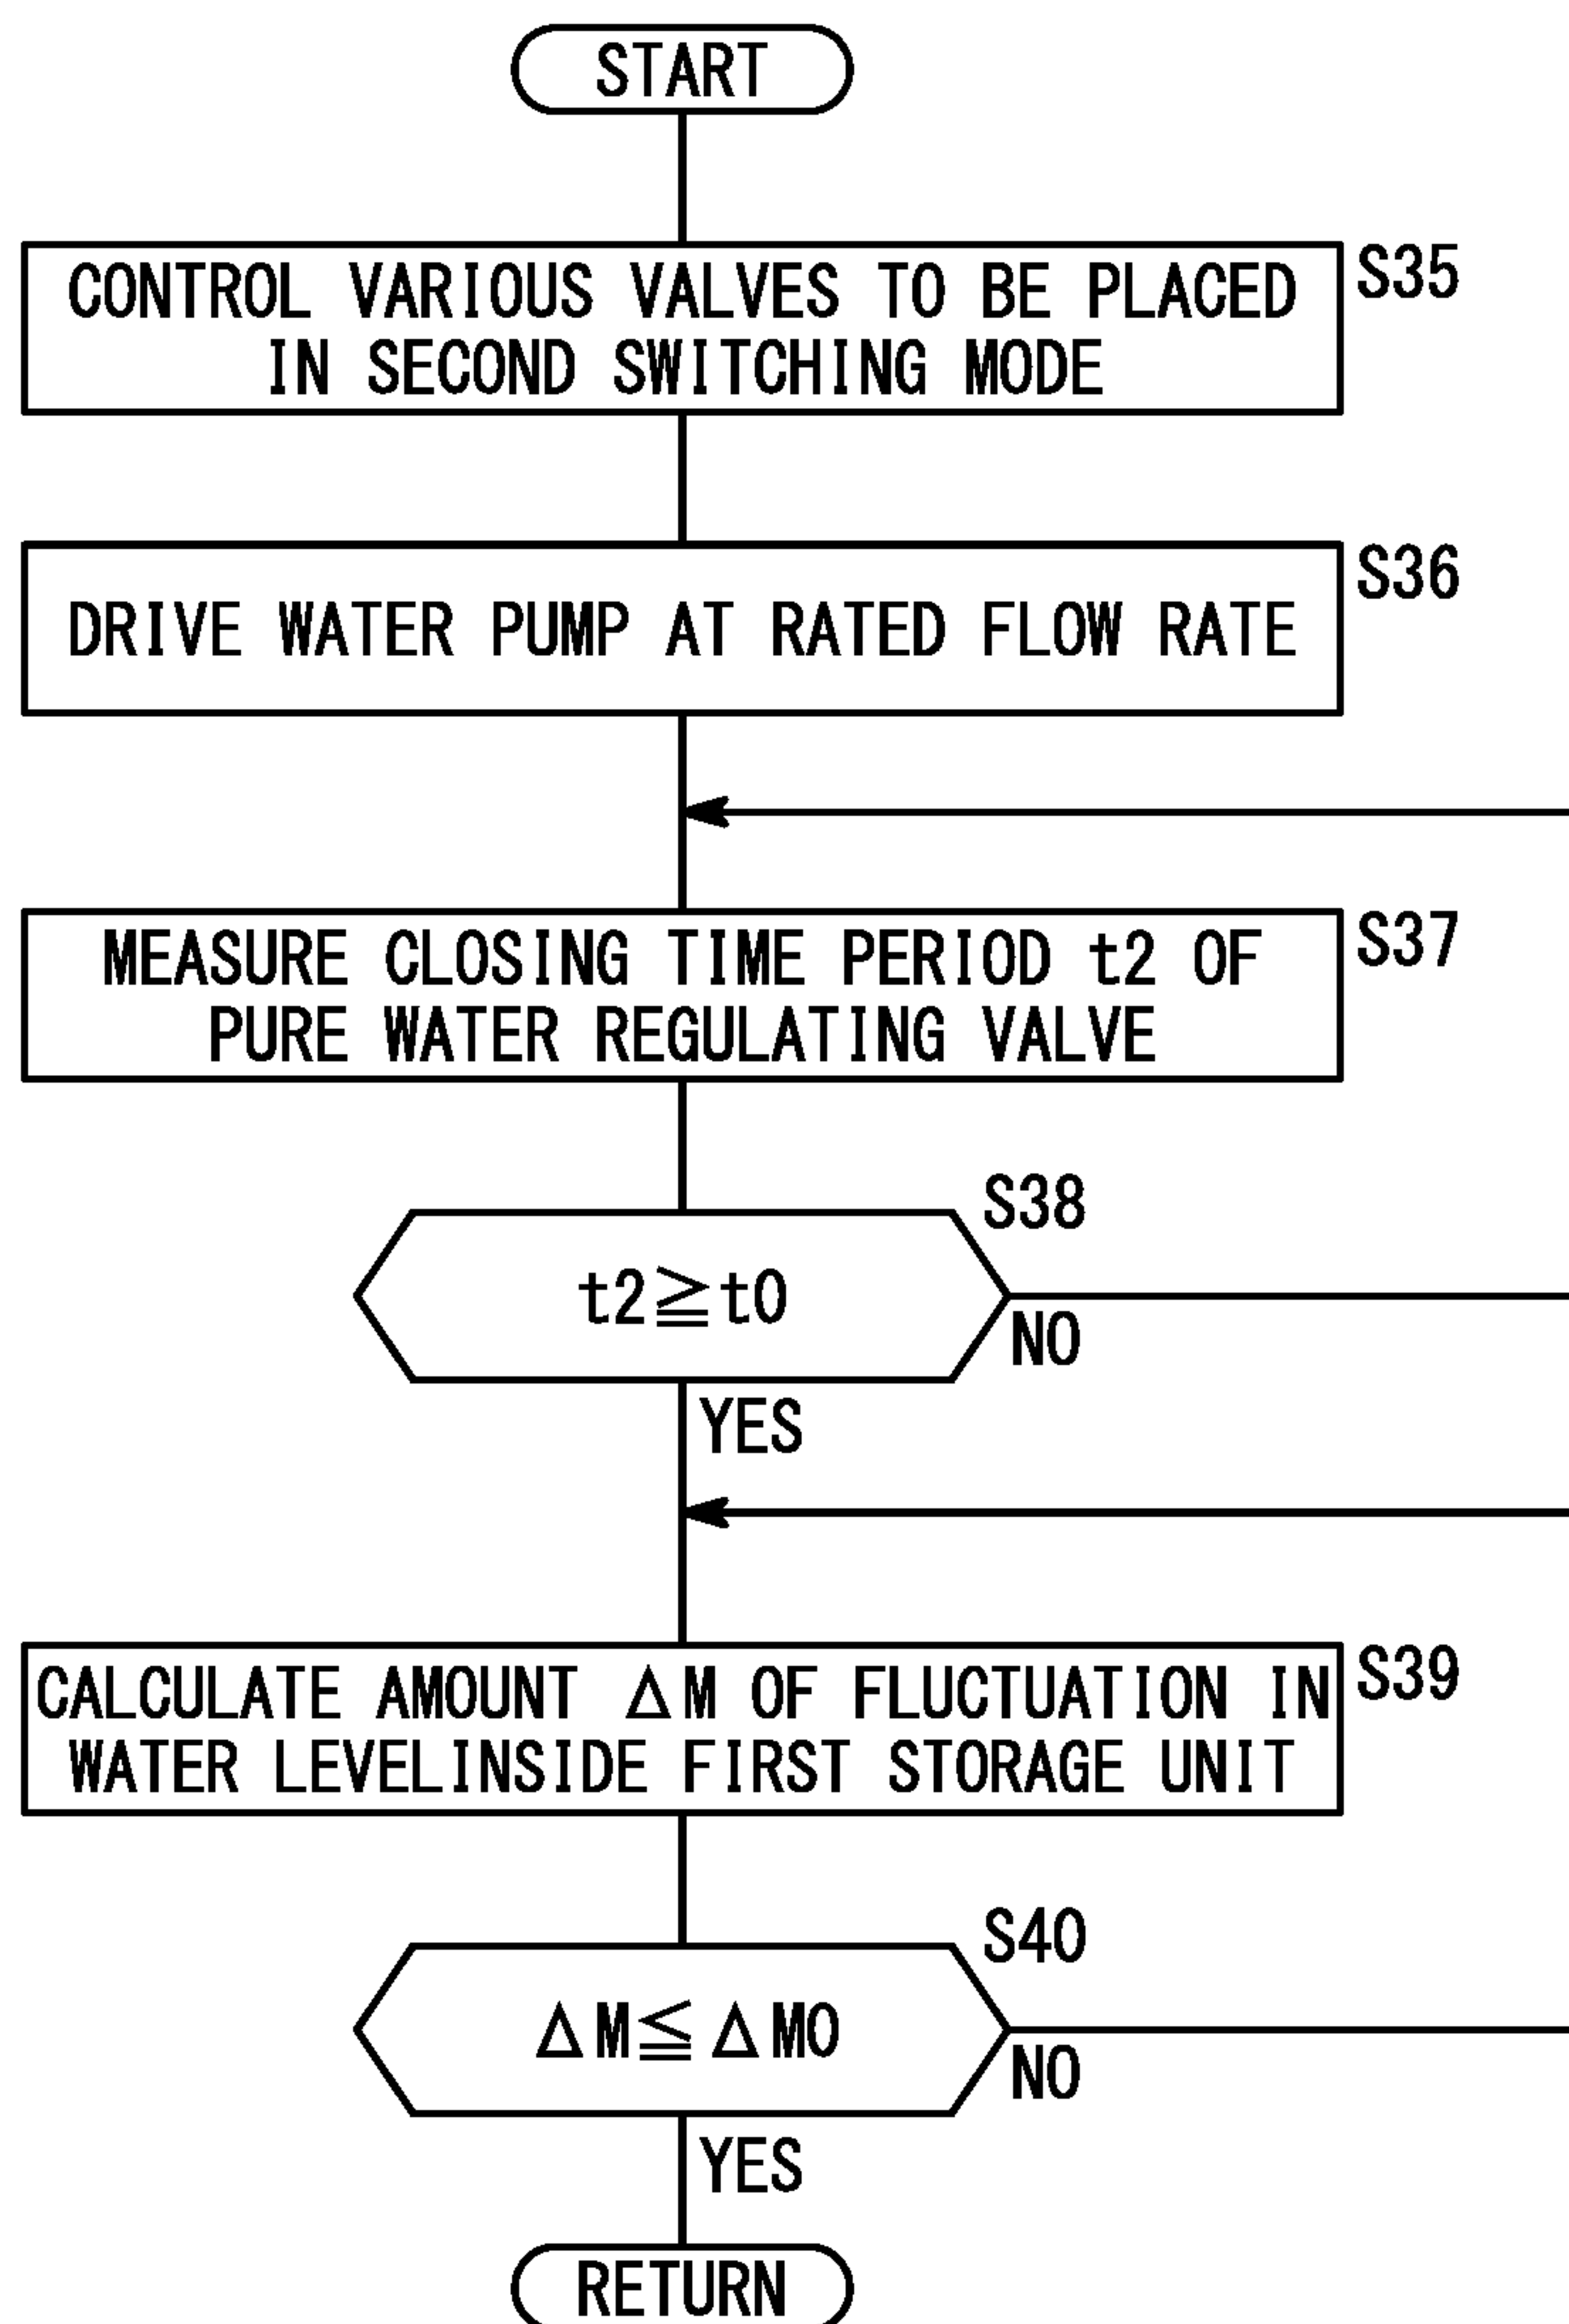 START
S35
CONTROL VARIOUS VALVES TO BE PLACED
IN SECOND SWITCHING MODE
S36
DRIVE WATER PUMP AT RATED FLOW RATE
S37
MEASURE CLOSING TIME PERIOD t2 OF
PURE WATER REGULATING VALVE
S38
t2≧t0
NO
YES
S39
CALCULATE AMOUNT ΔM OF FLUCTUATION IN
WATER LEVELINSIDE FIRST STORAGE UNIT
S40
ΔM≦ΔM0
NO
YES
RETURN